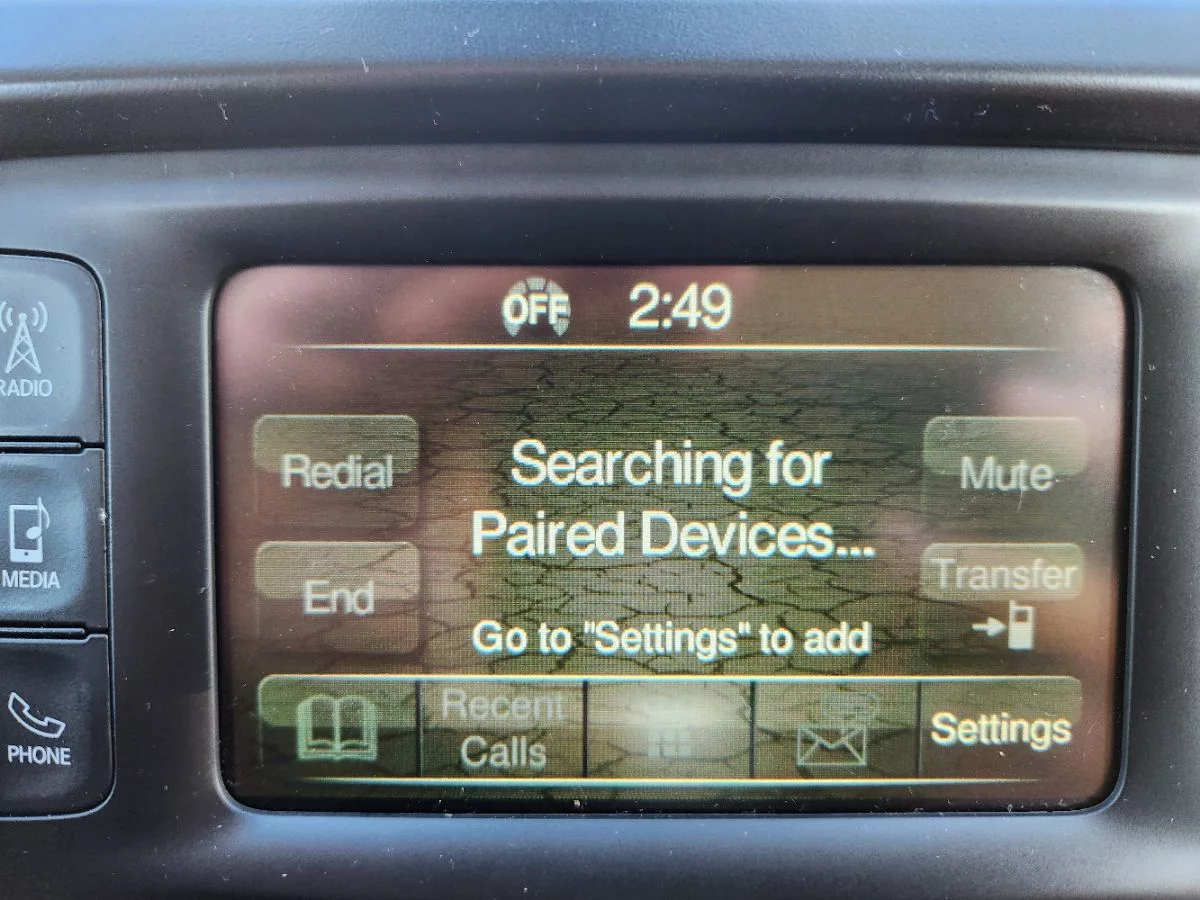 OFF 2:49
RADIO
Redial
Searching for
Mute
Paired Devices...
MEDIA
End
Transfer
Go to "Settings" to add
PHONE
Recent
Calls
Settings